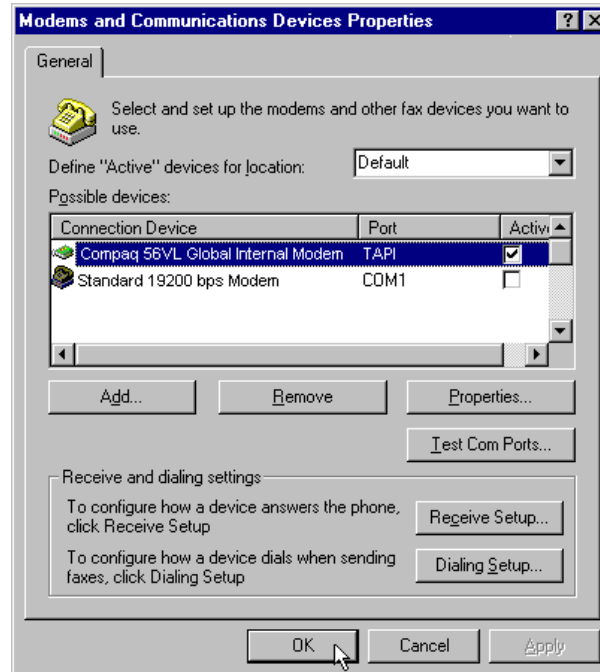 Modems and Communications Devices Properties
General
Select and set up the modems and other fax devices you want to
use.
Define "Active" devices for location: Default
Possible devices:
Connection Device Port Activ
Compaq 56VL Global Internal Modem TAPI
Standard 19200 bps Modem COM1
Add... Remove Properties...
Test Com Ports...
Receive and dialing settings
To configure how a device answers the phone,
click Receive Setup
Receive Setup...
To configure how a device dials when sending
faxes, click Dialing Setup
Dialing Setup...
OK Cancel Apply